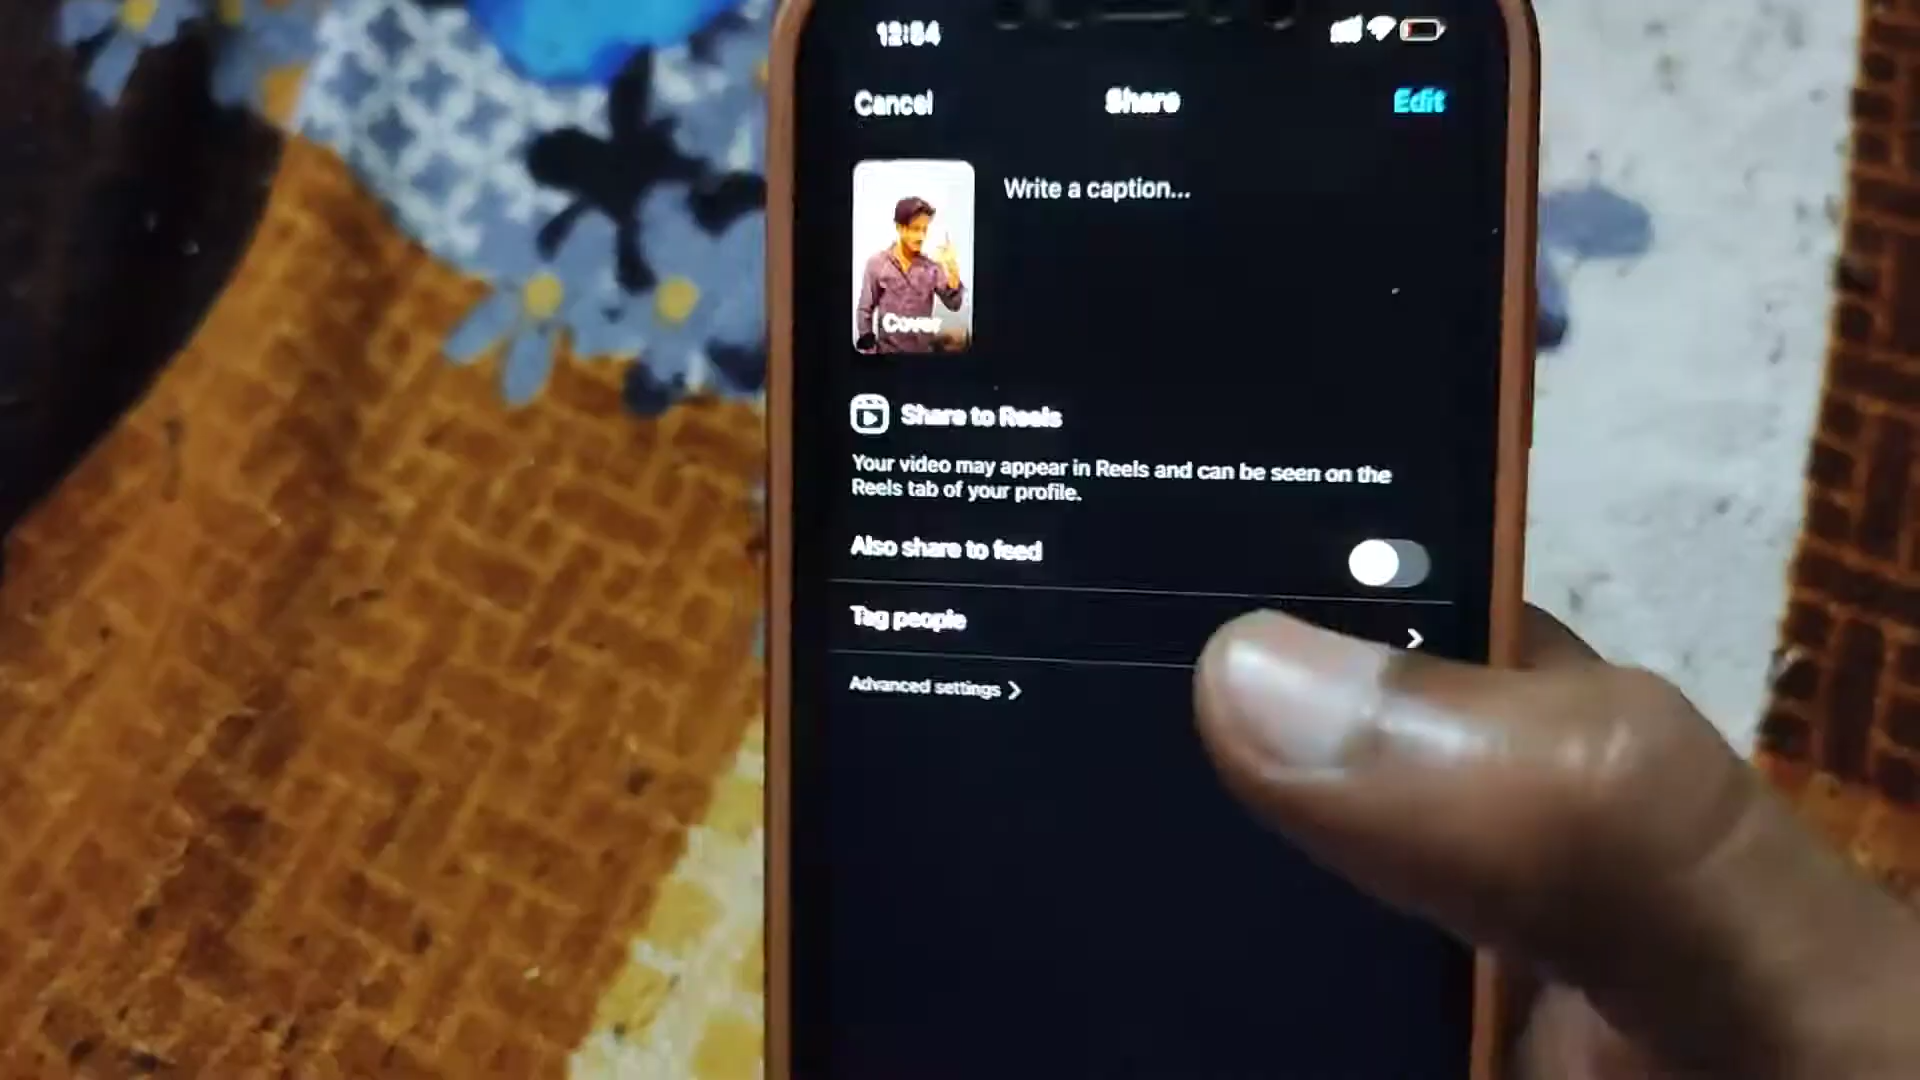 12:54
Cancel
Share
Edit
Write a caption...
Cover
Share to Reels
Your video may appear in Reels and can be seen on the
Reels tab of your profile.
Also share to feed
Tag people
Advanced settings